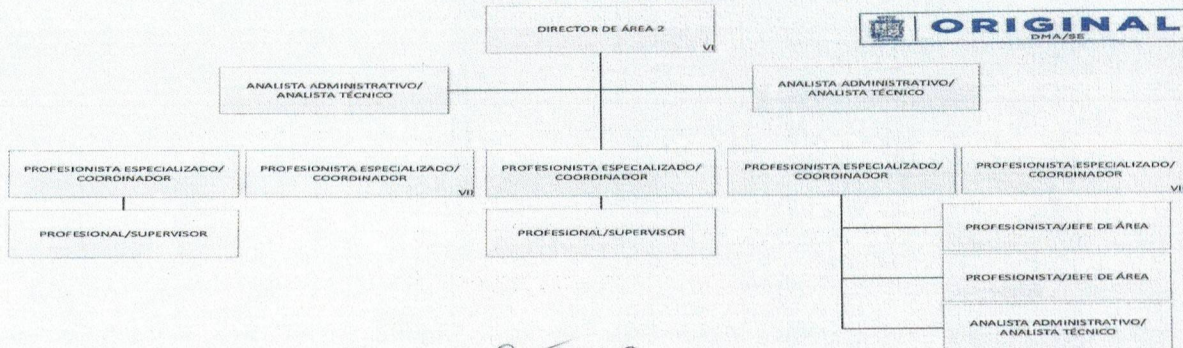 DIRECTOR DE ÁREA 2
VI
ORIGINAL
DMA/SE
ANALISTA ADMINISTRATIVO/
ANALISTA TÉCNICO
ANALISTA ADMINISTRATIVO/
ANALISTA TÉCNICO
PROFESIONISTA ESPECIALIZADO/
COORDINADOR
PROFESIONISTA ESPECIALIZADO/
COORDINADOR
VII
PROFESIONISTA ESPECIALIZADO/
COORDINADOR
PROFESIONISTA ESPECIALIZADO/
COORDINADOR
PROFESIONISTA ESPECIALIZADO/
COORDINADOR
PROFESIONAL/SUPERVISOR
PROFESIONAL/SUPERVISOR
PROFESIONISTA/JEFE DE ÁREA
PROFESIONISTA/JEFE DE ÁREA
ANALISTA ADMINISTRATIVO/
ANALISTA TÉCNICO